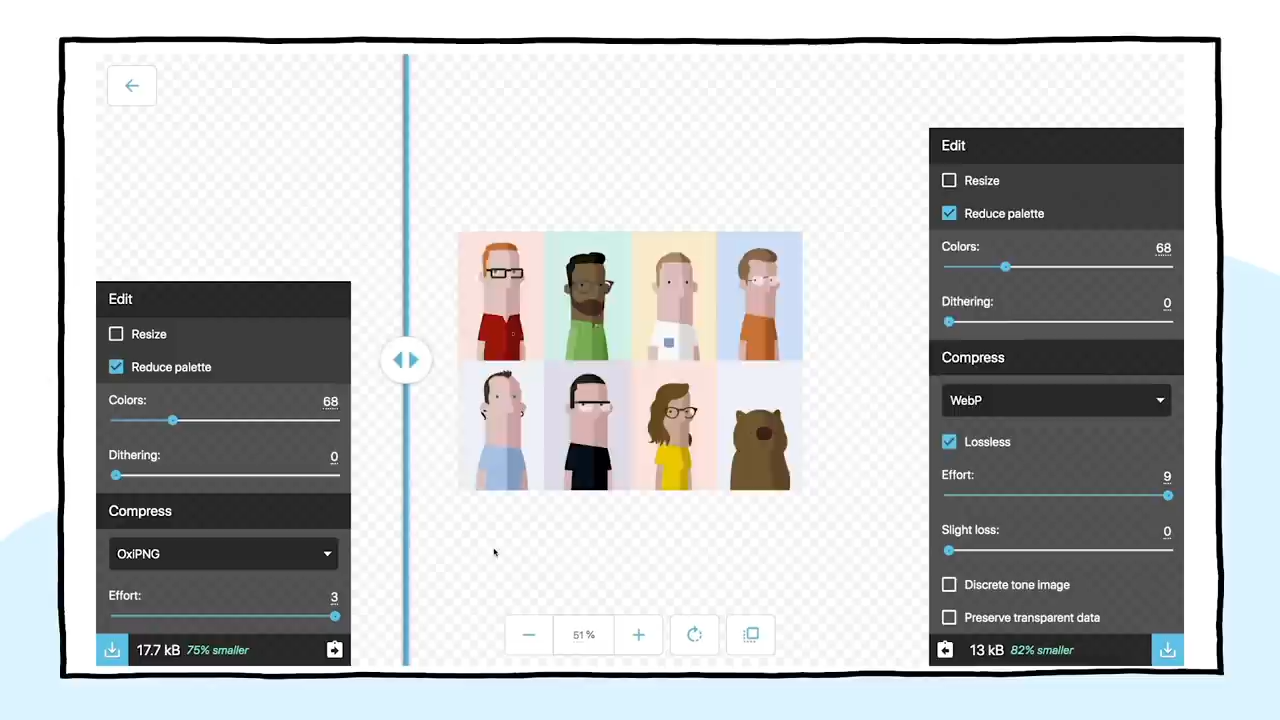 Edit
Resize
Reduce palette
Colors: 68
Dithering: 0
Compress
OxiPNG
Effort: 3
17.7 kB 75% smaller
51 %
Edit
Resize
Reduce palette
Colors: 68
Dithering: 0
Compress
WebP
Lossless
Effort: 9
Slight loss: 0
Discrete tone image
Preserve transparent data
13 kB 82% smaller